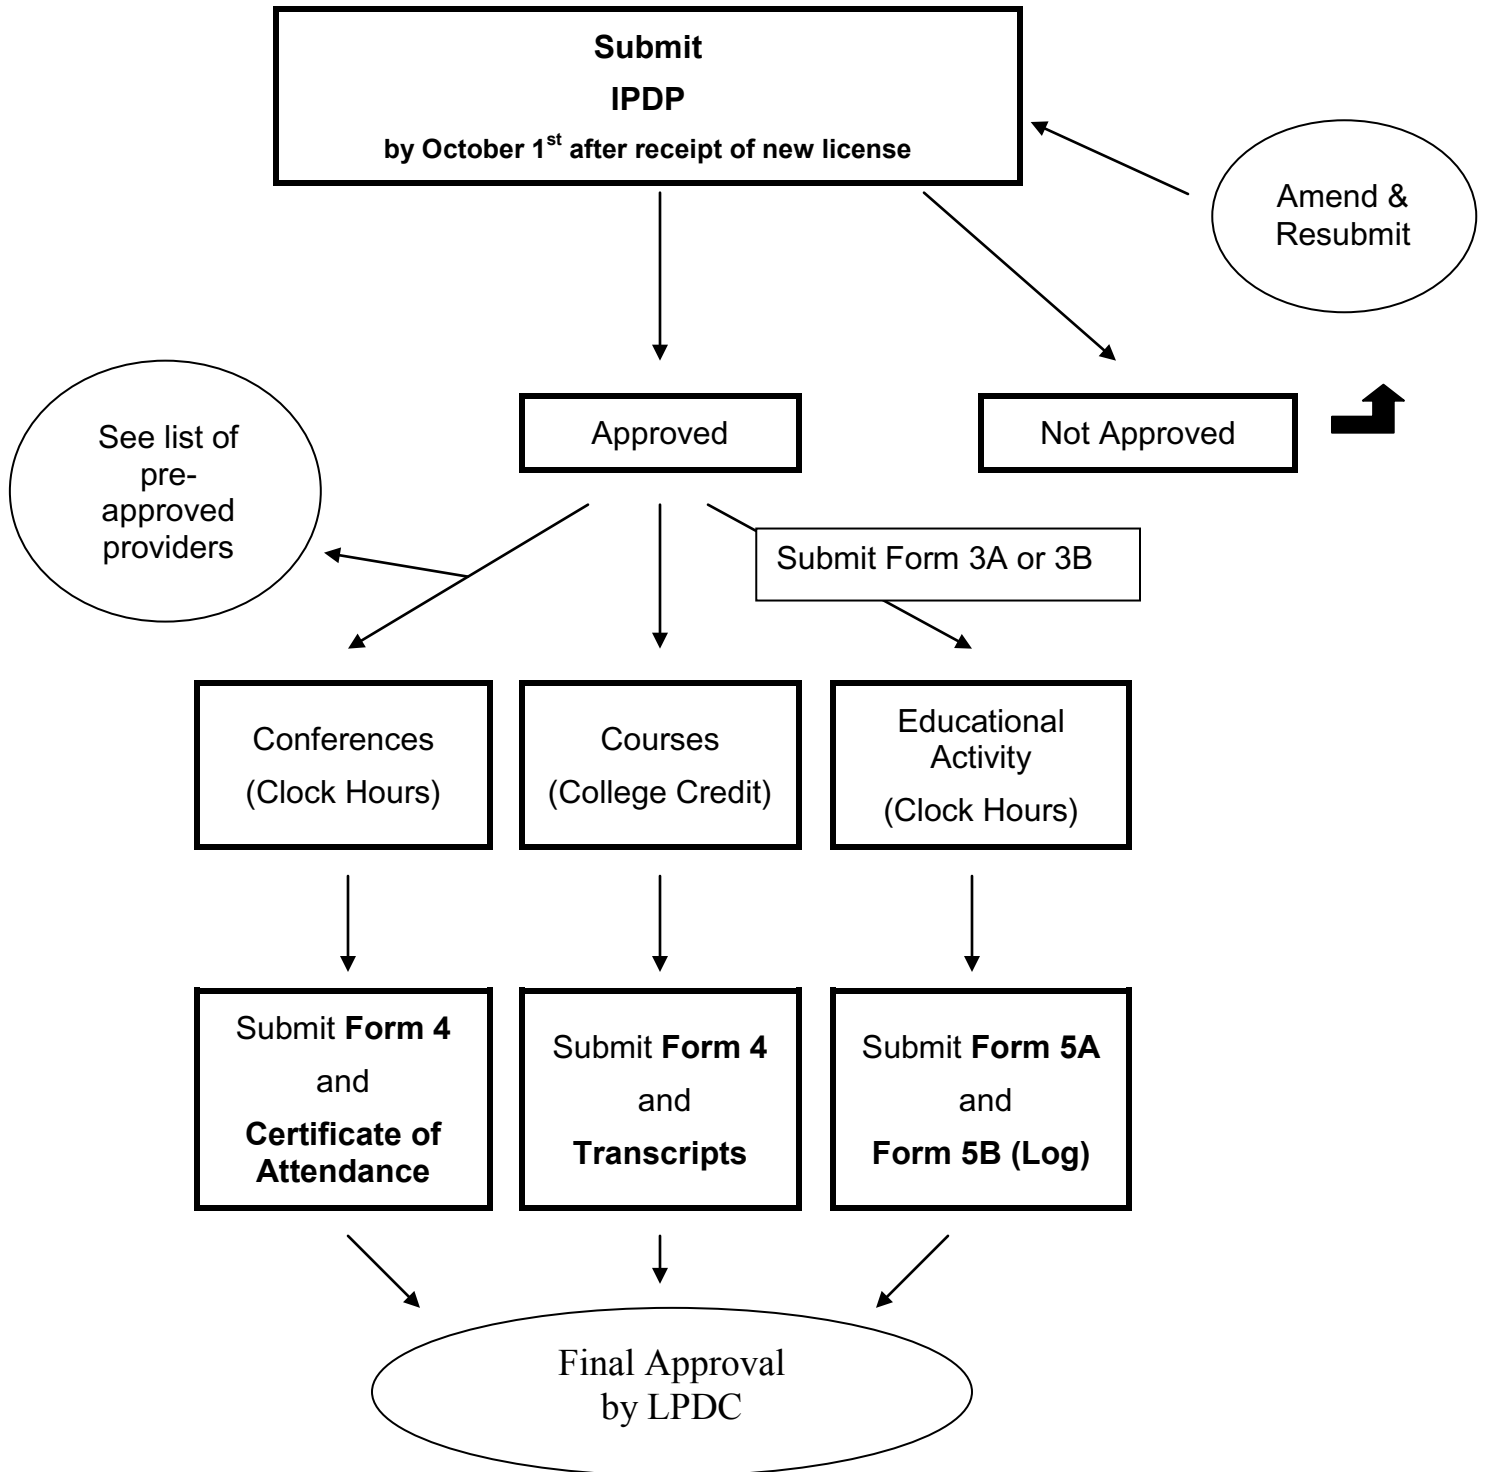 Submit
IPDP
by October 1st after receipt of new license
Amend &
Resubmit
See list of
pre-
approved
providers
Approved
Not Approved
Submit Form 3A or 3B
Conferences
(Clock Hours)
Courses
(College Credit)
Educational
Activity
(Clock Hours)
Submit Form 4
and
Certificate of
Attendance
Submit Form 4
and
Transcripts
Submit Form 5A
and
Form 5B (Log)
Final Approval
by LPDC